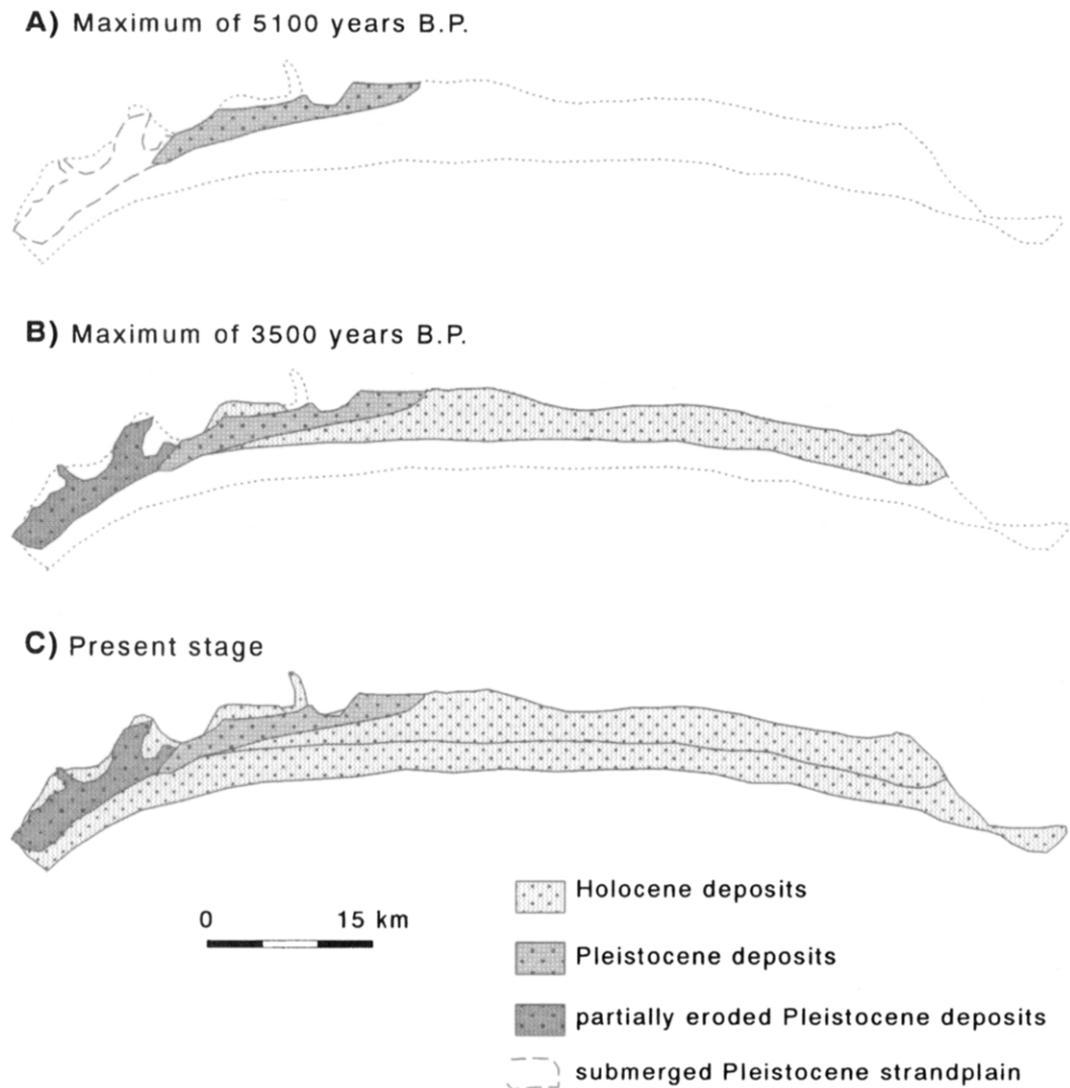 A) Maximum of 5100 years B.P.
B) Maximum of 3500 years B.P.
C) Present stage
0 15 km
Holocene deposits
Pleistocene deposits
partially eroded Pleistocene deposits
submerged Pleistocene strandplain